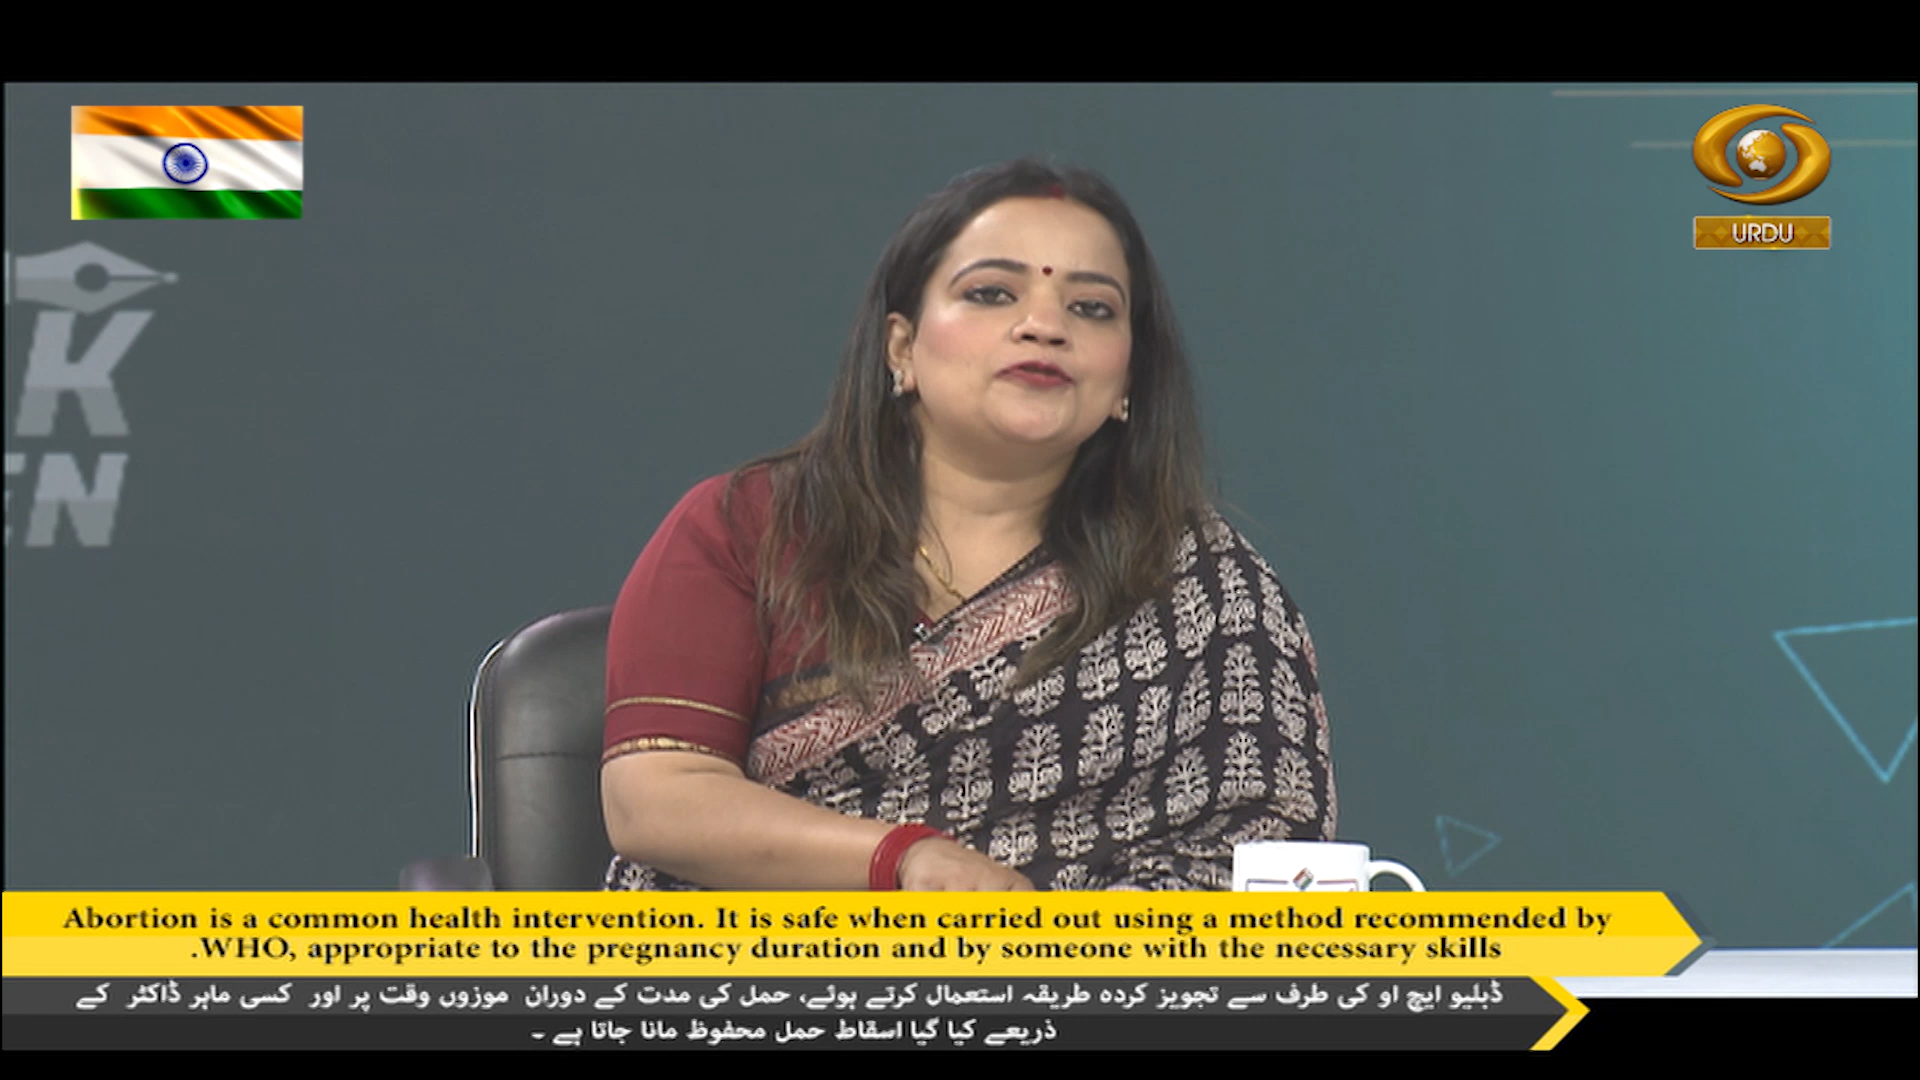 URDU
K
EN
Abortion is a common health intervention. It is safe when carried out using a method recommended by
.WHO, appropriate to the pregnancy duration and by someone with the necessary skills
ڈبلیو ایچ او کی طرف سے تجویز کردہ طریقہ استعمال کرتے ہوئے، حمل کی مدت کے دوران موزوں وقت پر اور کسی ماہر ڈاکٹر کے
ذریعے کیا گیا اسقاط حمل محفوظ مانا جاتا ہے ۔